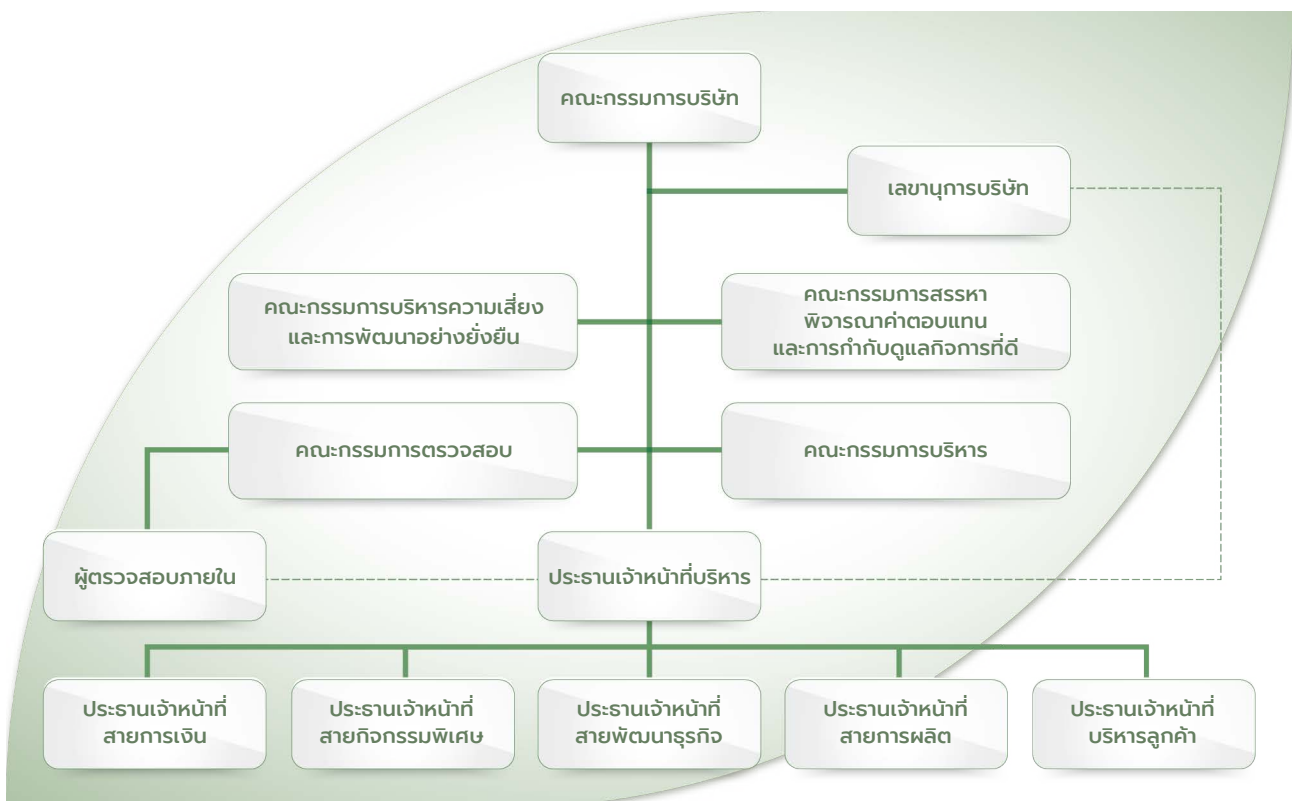 คณะกรรมการบริษัท
เลขานุการบริษัท
คณะกรรมการบริหารความเสี่ยง
และการพัฒนาอย่างยั่งยืน
คณะกรรมการสรรหา
พิจารณาค่าตอบแทน
และการกำกับดูแลกิจการที่ดี
คณะกรรมการตรวจสอบ
คณะกรรมการบริหาร
ผู้ตรวจสอบภายใน
ประธานเจ้าหน้าที่บริหาร
ประธานเจ้าหน้าที่
สายการเงิน
ประธานเจ้าหน้าที่
สายกิจกรรมพิเศษ
ประธานเจ้าหน้าที่
สายพัฒนาธุรกิจ
ประธานเจ้าหน้าที่
สายการผลิต
ประธานเจ้าหน้าที่
บริหารลูกค้า